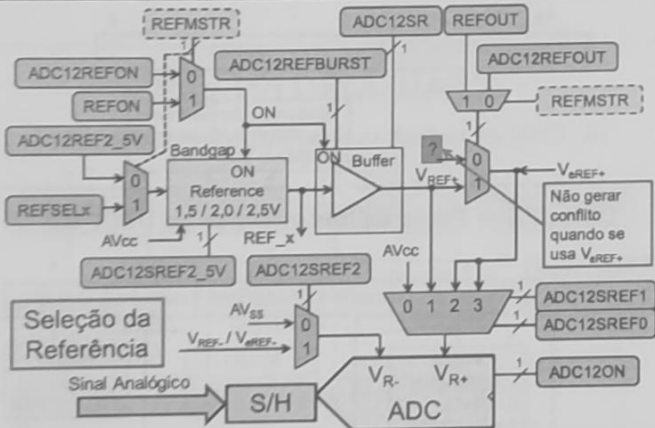 REFMSTR
ADC12SR
REFOUT
ADC12REFON
ADC12REFBURST
ADC12REFOUT
REFON
0
1
1
1
1
1 0
REFMSTR
ON
1
ADC12REF2_5V
Bandgap
ON
Buffer
?
0
1
VREF+
VeREF+
REFSELx
0
1
ON
Reference
1,5 / 2,0 / 2,5V
Não gerar
conflito
quando se
usa VeREF+
AVcc
1
REF_x
AVcc
ADC12SREF2_5V
ADC12SREF2
1
0 1 2 3
1
ADC12SREF1
ADC12SREF0
Seleção da
Referência
AVSS
0
1
VREF- / VeREF-
Sinal Analógico
S/H
VR-
VR+
ADC
1
ADC12ON